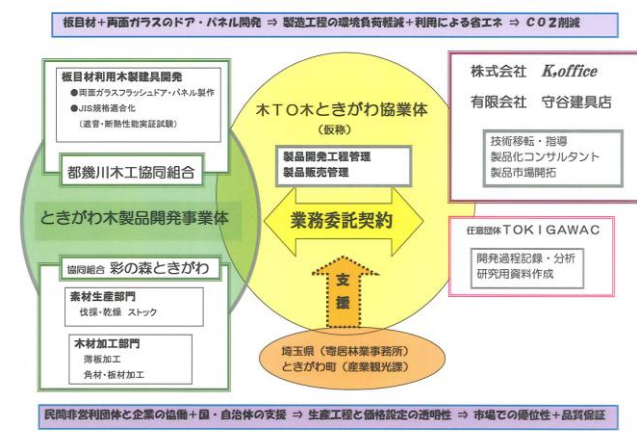 板目材+両面ガラスのドア・パネル開発 ⇒ 製造工程の環境負荷軽減+利用による省エネ ⇒ CO2削減
板目材利用木製建具開発
●両面ガラスフラッシュドア・パネル製作
●JIS規格適合化
(遮音・断熱性能実証試験)
都幾川木工協同組合
ときがわ木製品開発事業体
協同組合 彩の森ときがわ
素材生産部門
伐採・乾燥 ストック
木材加工部門
薄板加工
角材・板材加工
木TO木ときがわ協業体
(仮称)
製品開発工程管理
製品販売管理
業務委託契約
支
援
埼玉県(寄居林業事務所)
ときがわ町(産業観光課)
株式会社 K,office
有限会社 守谷建具店
技術移転・指導
製品化コンサルタント
製品市場開拓
任意団体TOKIGAWAC
開発過程記録・分析
研究用資料作成
民間非営利団体と企業の協働+国・自治体の支援 ⇒ 生産工程と価格設定の透明性 ⇒ 市場での優位性+品質保証